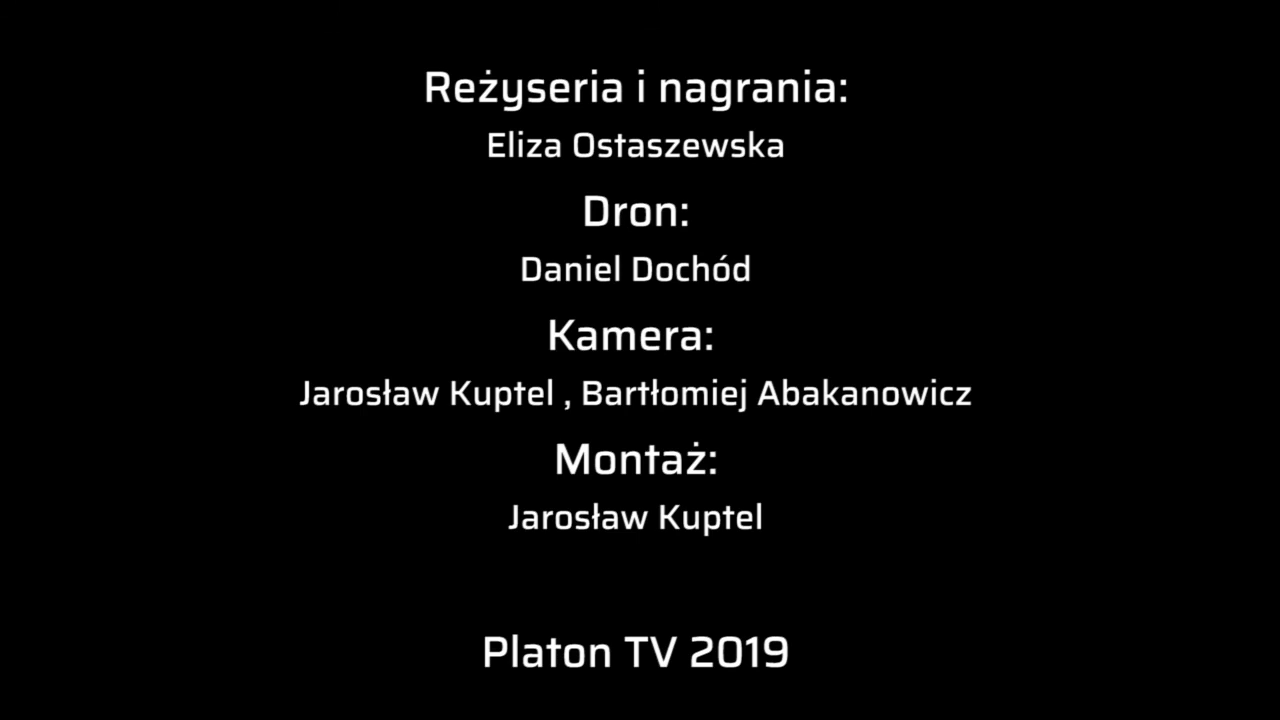 Reżyseria i nagrania:
Eliza Ostaszewska
Dron:
Daniel Dochód
Kamera:
Jarosław Kuptel , Bartłomiej Abakanowicz
Montaż:
Jarosław Kuptel
Platon TV 2019